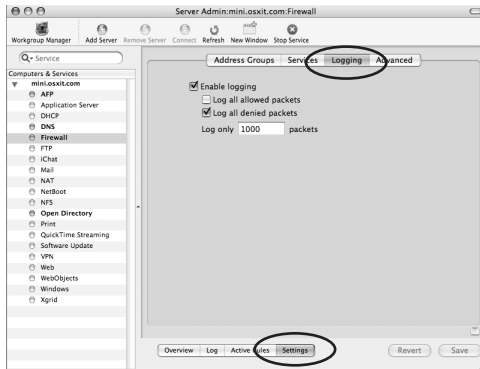 Server Admin:mini.osxit.com:Firewall
Workgroup Manager Add Server Remove Server Connect Refresh New Window Stop Service
Service
Address Groups Services Logging Advanced
Computers & Services
mini.osxit.com
AFP
Application Server
DHCP
DNS
Firewall
FTP
iChat
Mail
NAT
NetBoot
NFS
Open Directory
Print
QuickTime Streaming
Software Update
VPN
Web
WebObjects
Windows
Xgrid
Enable logging
Log all allowed packets
Log all denied packets
Log only 1000 packets
Overview Log Active Rules Settings
Revert Save